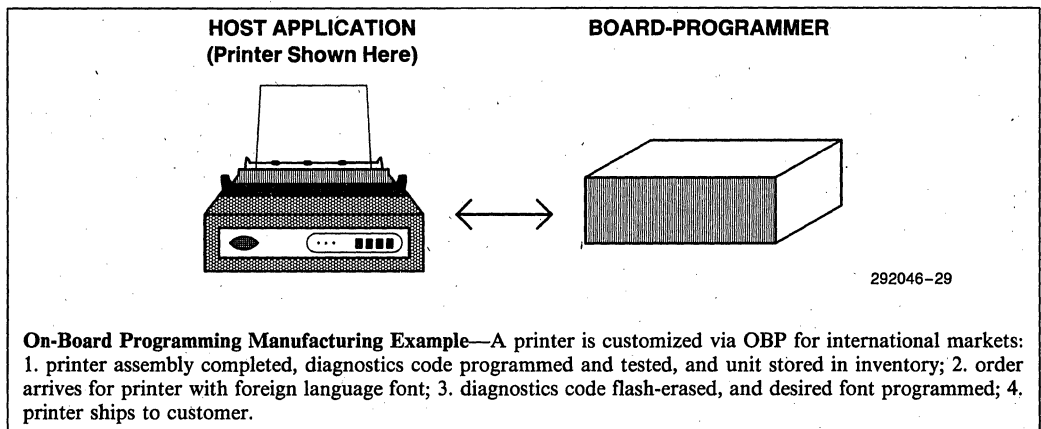 HOST APPLICATION
(Printer Shown Here)
BOARD-PROGRAMMER
292046-29
On-Board Programming Manufacturing Example—A printer is customized via OBP for international markets:
1. printer assembly completed, diagnostics code programmed and tested, and unit stored in inventory; 2. order
arrives for printer with foreign language font; 3. diagnostics code flash-erased, and desired font programmed; 4.
printer ships to customer.